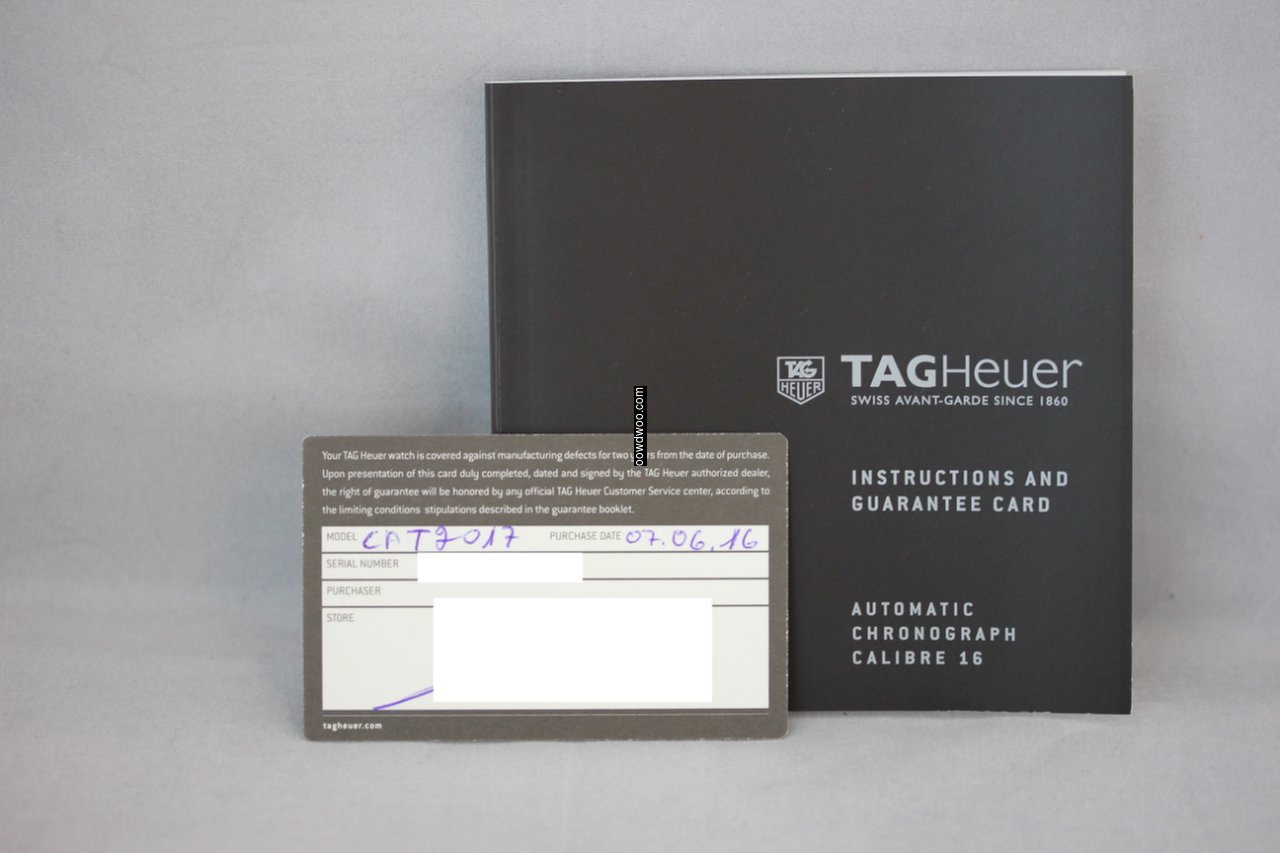 TAG
HEUER
TAGHeuer
SWISS AVANT-GARDE SINCE 1860
INSTRUCTIONS AND
GUARANTEE CARD
AUTOMATIC
CHRONOGRAPH
CALIBRE 16
oowdwoo.com
Your TAG Heuer watch is covered against manufacturing defects for two from the date of purchase.
Upon presentation of this card duly completed, dated and signed by the TAG Heuer authorized dealer,
the right of guarantee will be honored by any official TAG Heuer Customer Service center, according to
the limiting conditions stipulations described in the guarantee booklet.
MODEL CAT2017 PURCHASE DATE 07.06.16
SERIAL NUMBER
PURCHASER
STORE
tagheuer.com